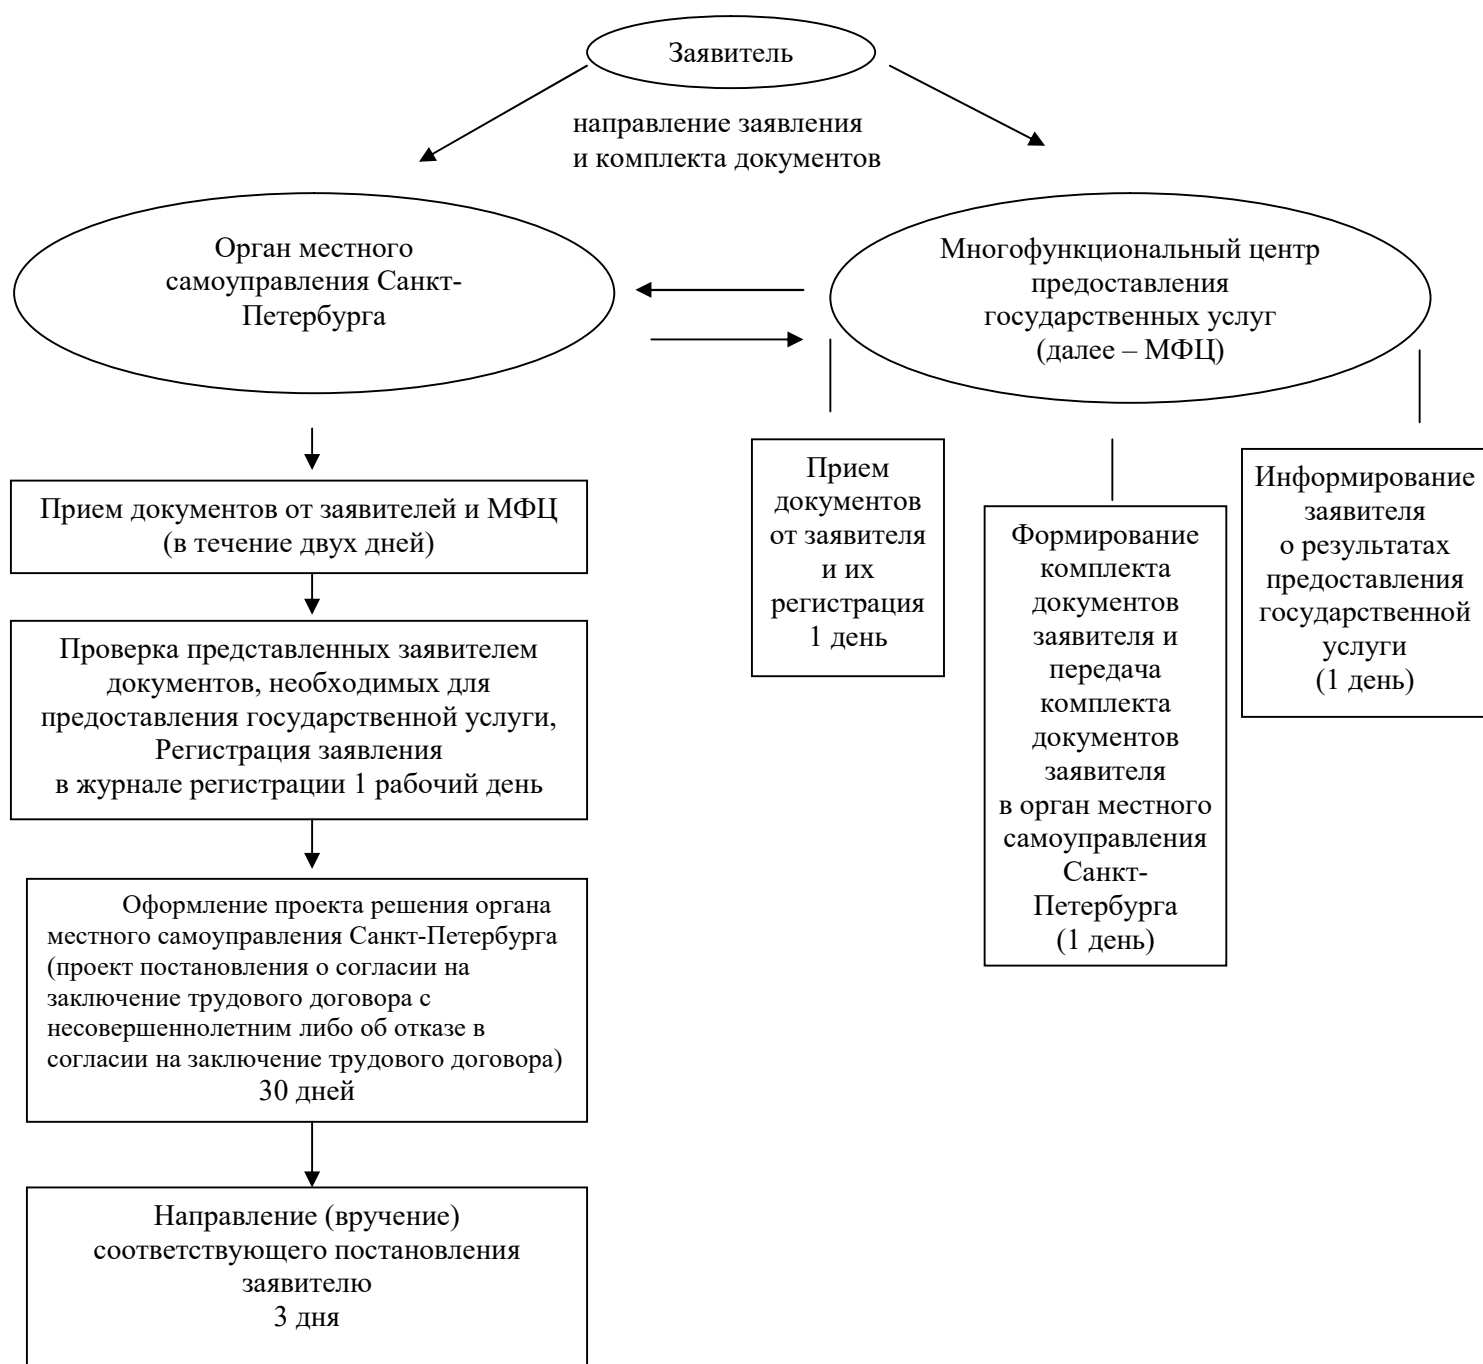 Заявитель
направление заявления
и комплекта документов
Орган местного
самоуправления Санкт-
Петербурга
Многофункциональный центр
предоставления
государственных услуг
(далее – МФЦ)
Прием документов от заявителей и МФЦ
(в течение двух дней)
Проверка представленных заявителем
документов, необходимых для
предоставления государственной услуги,
Регистрация заявления
в журнале регистрации 1 рабочий день
Оформление проекта решения органа
местного самоуправления Санкт-Петербурга
(проект постановления о согласии на
заключение трудового договора с
несовершеннолетним либо об отказе в
согласии на заключение трудового договора)
30 дней
Направление (вручение)
соответствующего постановления
заявителю
3 дня
Прием
документов
от заявителя
и их
регистрация
1 день
Формирование
комплекта
документов
заявителя и
передача
комплекта
документов
заявителя
в орган местного
самоуправления
Санкт-
Петербурга
(1 день)
Информирование
заявителя
о результатах
предоставления
государственной
услуги
(1 день)